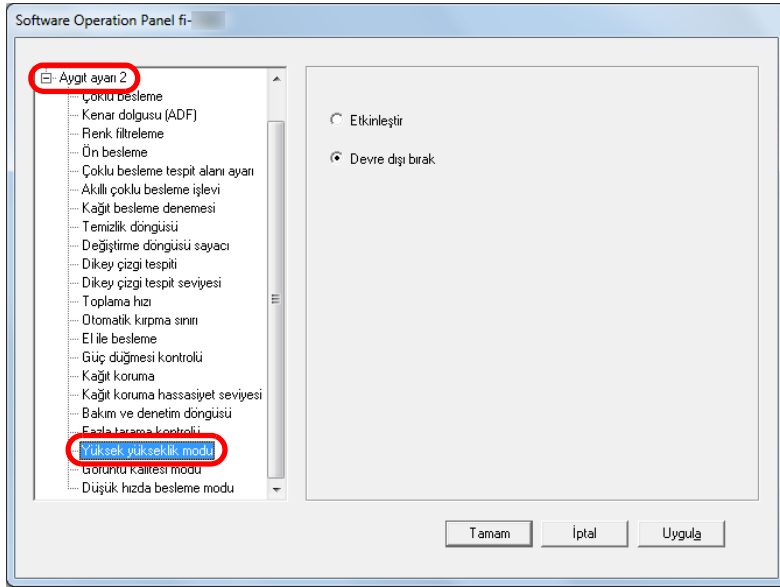 Software Operation Panel fi-
Aygıt ayarı 2
Çoklu besleme
Kenar dolgusu (ADF)
Renk filtreleme
Ön besleme
Çoklu besleme tespit alanı ayarı
Akıllı çoklu besleme işlevi
Kağıt besleme denemesi
Temizlik döngüsü
Değiştirme döngüsü sayacı
Dikey çizgi tespiti
Dikey çizgi tespit seviyesi
Toplama hızı
Otomatik kırpma sınırı
El ile besleme
Güç düğmesi kontrolü
Kağıt koruma
Kağıt koruma hassasiyet seviyesi
Bakım ve denetim döngüsü
Fazla tarama kontrolü
Yüksek yükseklik modu
Görüntü kalitesi modu
Düşük hızda besleme modu
Etkinleştir
Devre dışı bırak
Tamam İptal Uygula